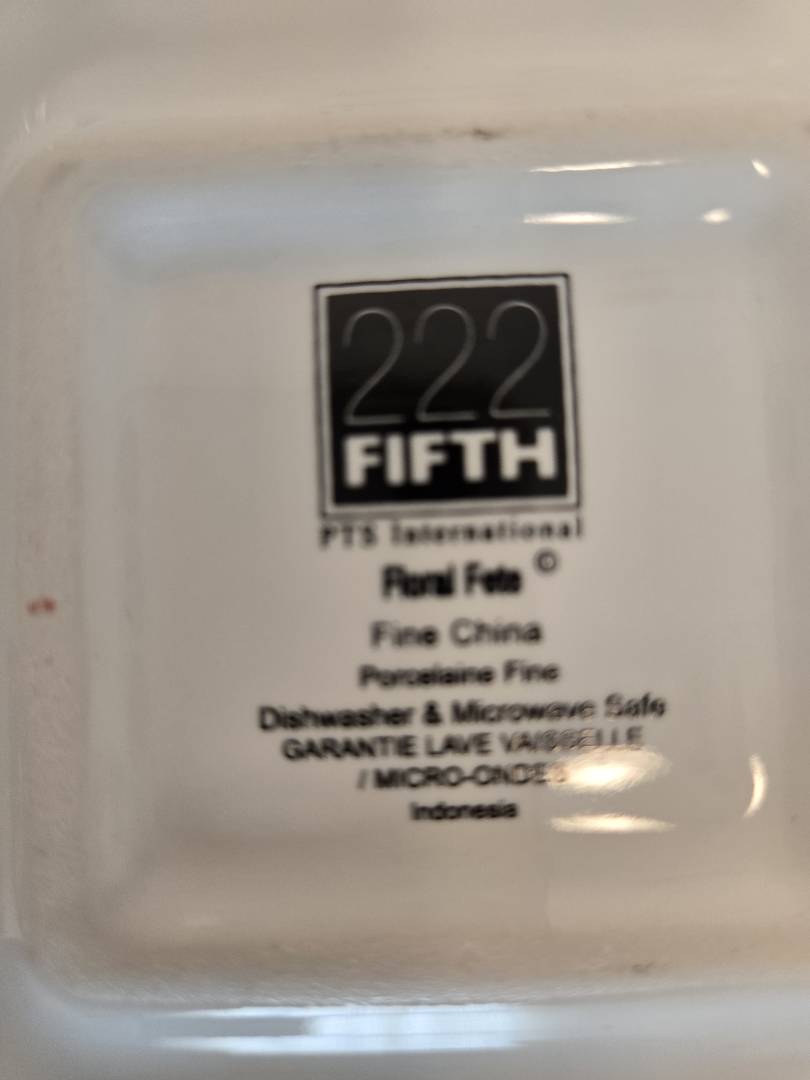 222
FIFTH
PTS International
Floral Fete ©
Fine China
Porcelaine Fine
Dishwasher & Microwave Safe
GARANTIE LAVE VAISSELLE
/ MICRO-ONDES
Indonesia